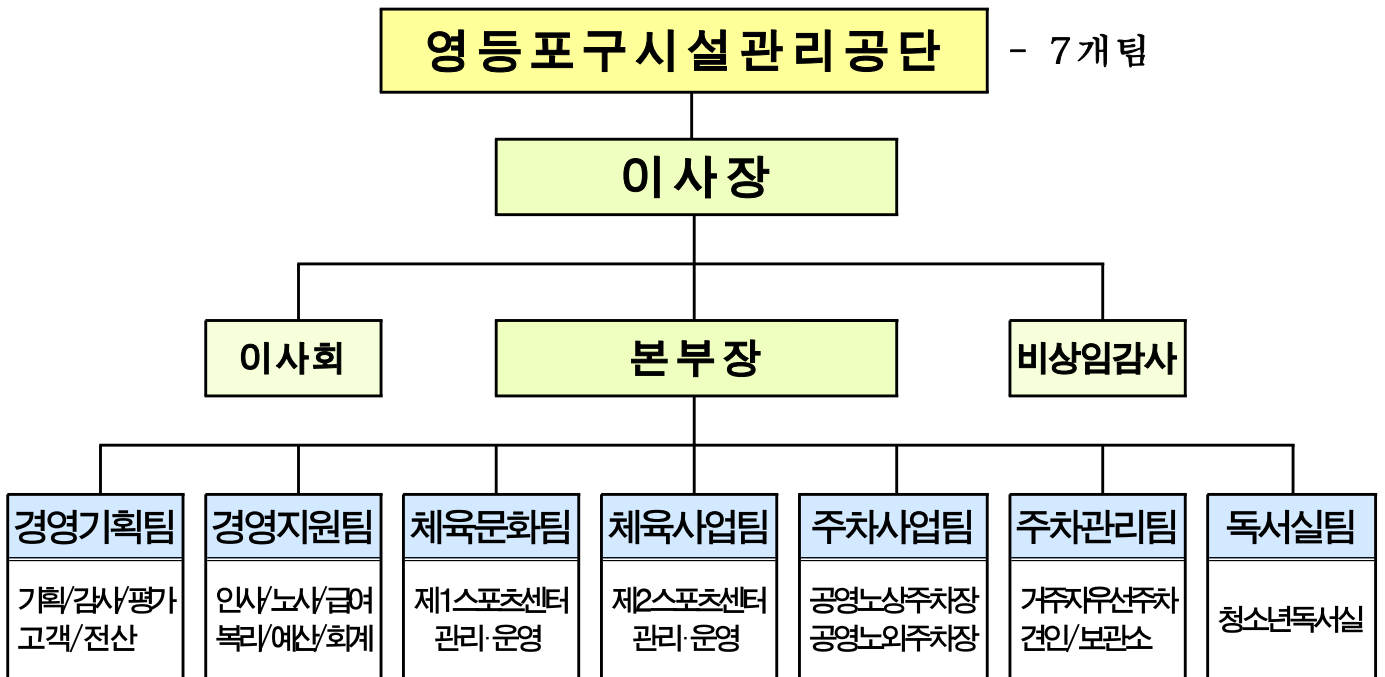 영등포구시설관리공단 - 7개팀
이사장
이사회 본부장 비상임감사
경영기획팀 경영지원팀 체육문화팀 체육사업팀 주차사업팀 주차관리팀 독서실팀
기획/감사/평가
고객/전산
인사/노사/급여
복리/예산/회계
제1스포츠센터
관리·운영
제2스포츠센터
관리·운영
공영노상주차장
공영노외주차장
거주자우선주차
견인/보관소
청소년독서실